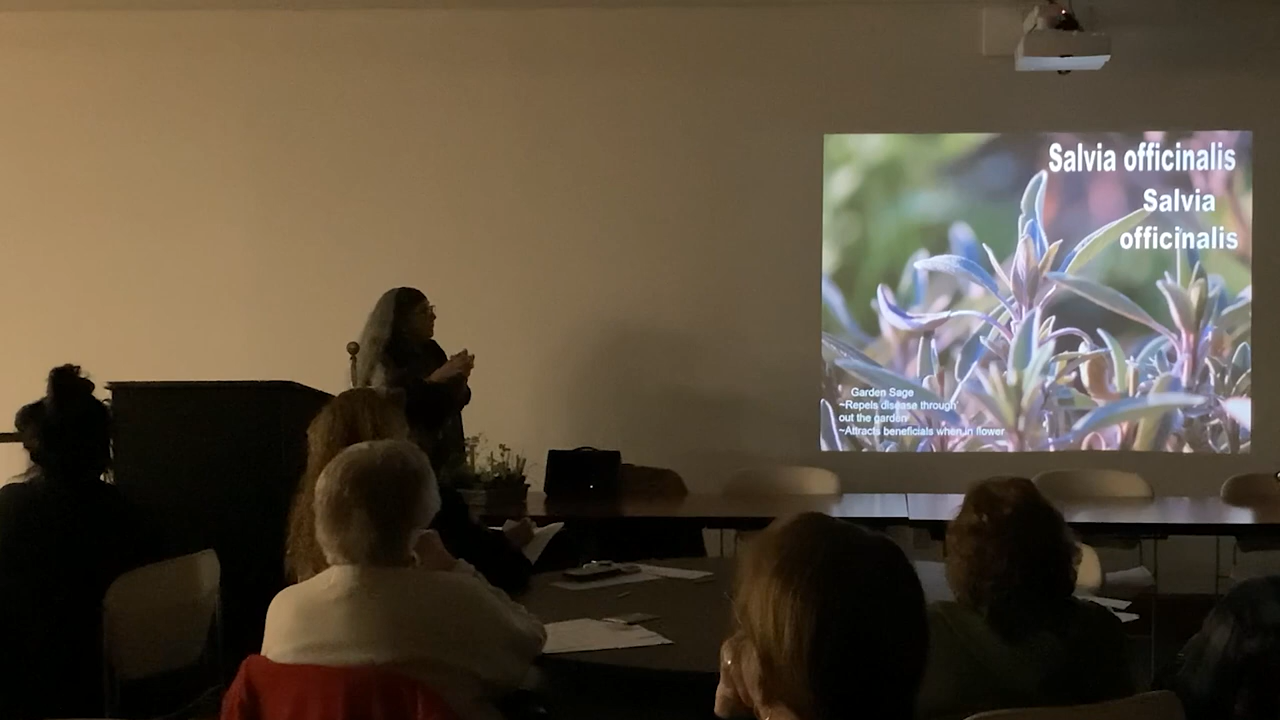 Salvia officinalis
Salvia
officinalis
Garden Sage
~Repels disease through
out the garden
~Attracts beneficials when in flower